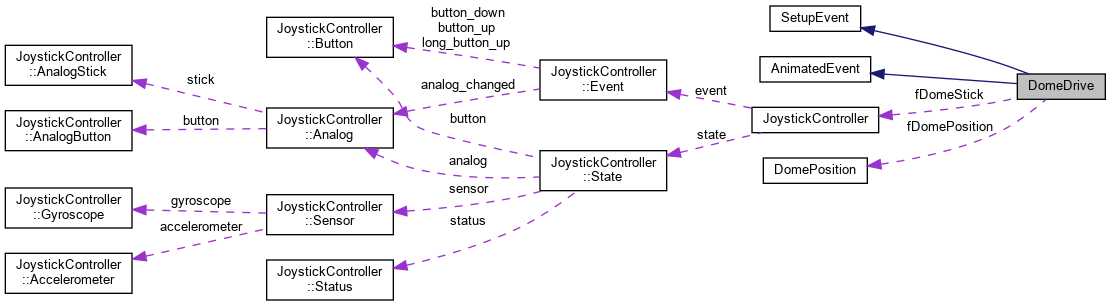 SetupEvent
AnimatedEvent
DomeDrive
fDomeStick
fDomePosition
JoystickController
DomePosition
event
state
JoystickController
::Event
JoystickController
::State
button_down
button_up
long_button_up
analog_changed
button
analog
sensor
status
JoystickController
::Button
JoystickController
::Analog
JoystickController
::Sensor
JoystickController
::Status
stick
button
gyroscope
accelerometer
JoystickController
::AnalogStick
JoystickController
::AnalogButton
JoystickController
::Gyroscope
JoystickController
::Accelerometer